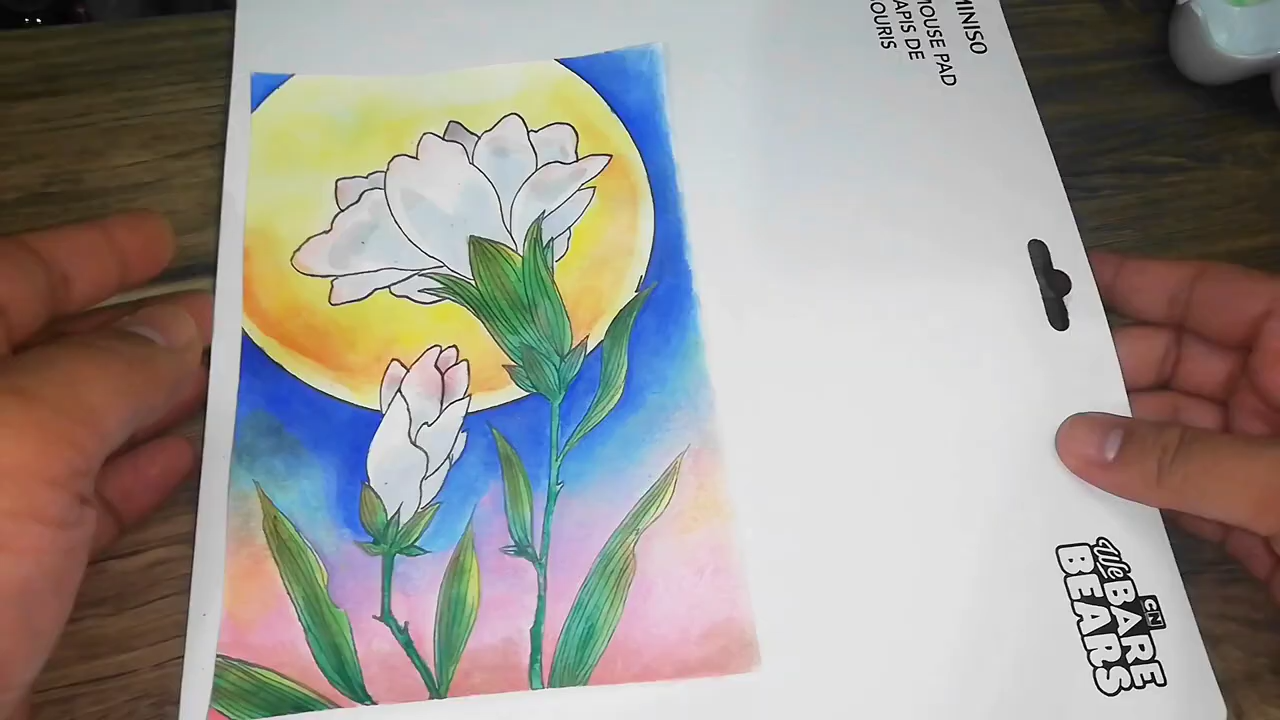 MINISO
MOUSE PAD
TAPIS DE
SOURIS
We
BARE
BEARS
CN